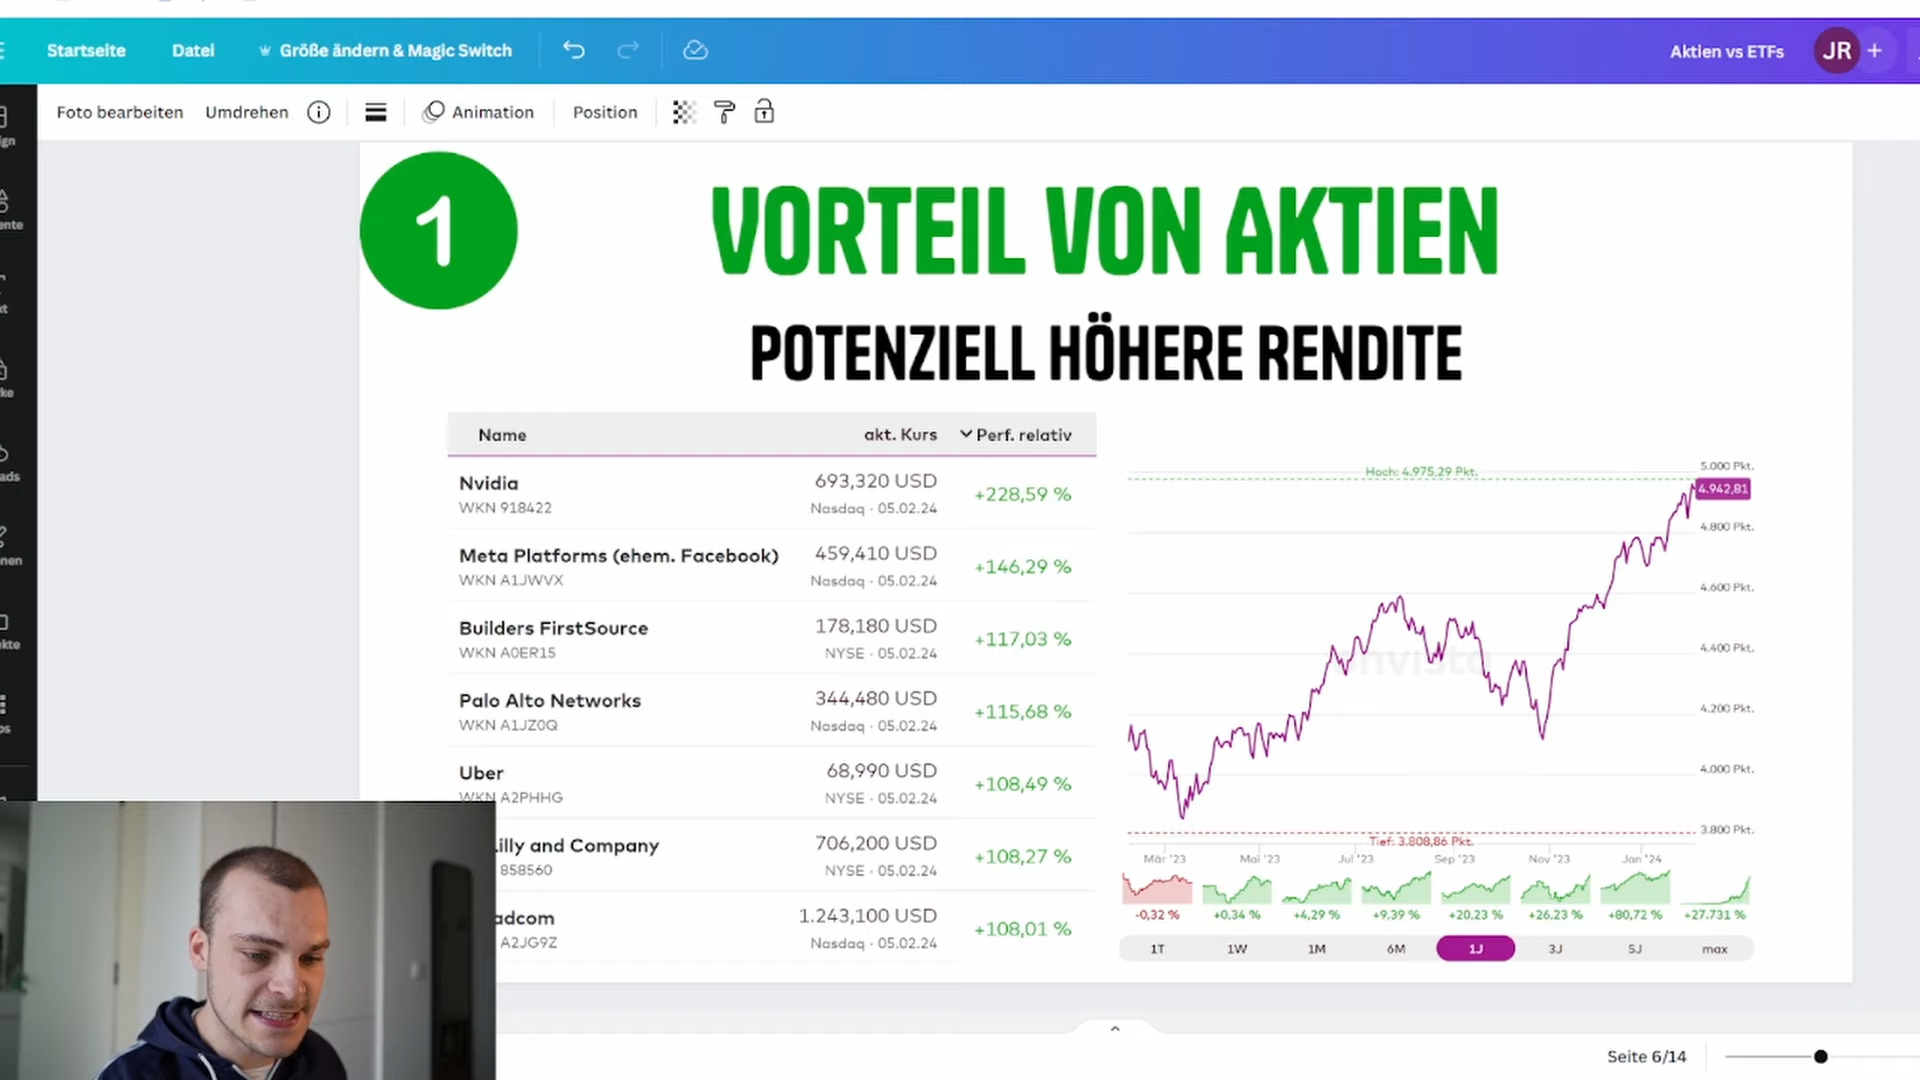 Startseite
Datei
Größe ändern & Magic Switch
Aktien vs ETFs
JR
Foto bearbeiten
Umdrehen
Animation
Position
1
VORTEIL VON AKTIEN
POTENZIELL HÖHERE RENDITE
Name akt. Kurs Perf. relativ
Nvidia 693,320 USD +228,59 %
WKN 918422 Nasdaq · 05.02.24
Meta Platforms (ehem. Facebook) 459,410 USD +146,29 %
WKN A1JWVX Nasdaq · 05.02.24
Builders FirstSource 178,180 USD +117,03 %
WKN A0ER15 NYSE · 05.02.24
Palo Alto Networks 344,480 USD +115,68 %
WKN A1JZ0Q Nasdaq · 05.02.24
Uber 68,990 USD +108,49 %
WKN A2PHHG NYSE · 05.02.24
illy and Company 706,200 USD +108,27 %
858560 NYSE · 05.02.24
adcom 1.243,100 USD +108,01 %
A2JG9Z Nasdaq · 05.02.24
Hoch: 4.975,29 Pkt.
5.000 Pkt.
4.942,81
4.800 Pkt.
4.600 Pkt.
4.400 Pkt.
4.200 Pkt.
4.000 Pkt.
3.800 Pkt.
Tief: 3.808,86 Pkt.
Mär '23 Mai '23 Jul '23 Sep '23 Nov '23 Jan '24
-0,32 % +0,34 % +4,29 % +9,39 % +20,23 % +26,23 % +80,72 % +27.731 %
1T 1W 1M 6M 1J 3J 5J max
Seite 6/14